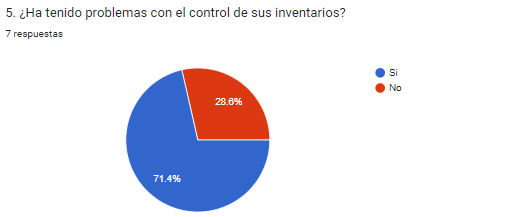 5. ¿Ha tenido problemas con el control de sus inventarios?
7 respuestas
Si
No
28.6%
71.4%